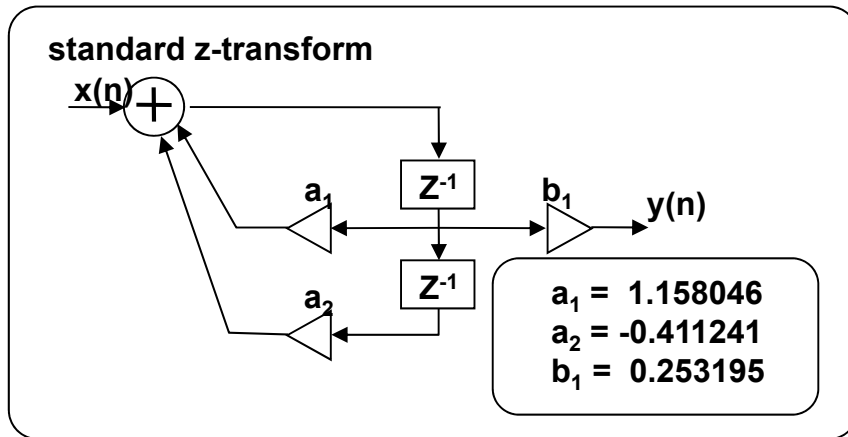 standard z-transform
x(n)
+
Z⁻¹
a₁
b₁
y(n)
Z⁻¹
a₂
a₁ = 1.158046
a₂ = -0.411241
b₁ = 0.253195